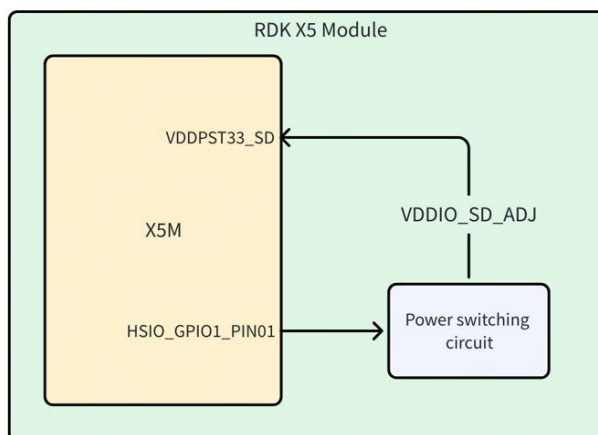 RDK X5 Module
VDDPST33_SD
VDDIO_SD_ADJ
X5M
HSIO_GPIO1_PIN01
Power switching
circuit